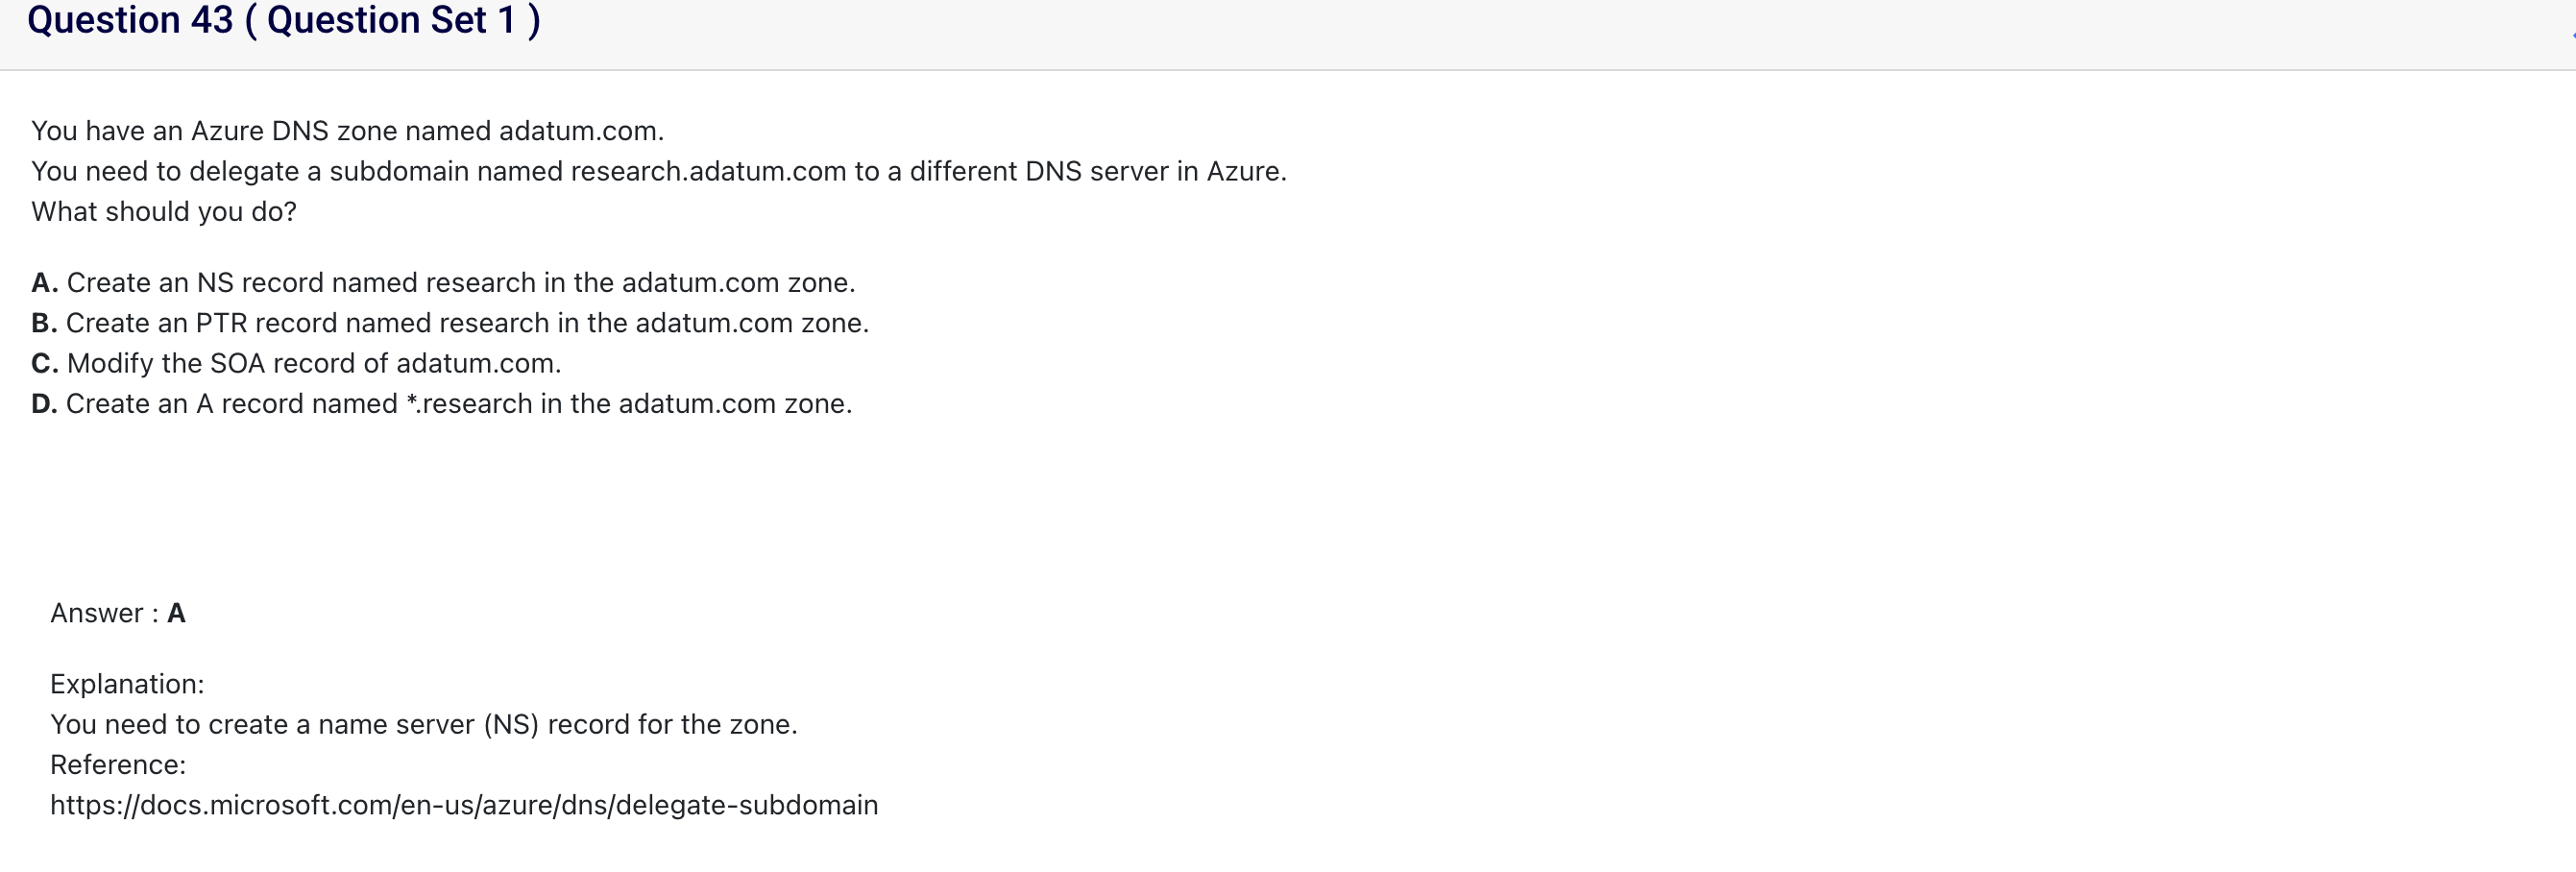 Question 43 ( Question Set 1 )
You have an Azure DNS zone named adatum.com.
You need to delegate a subdomain named research.adatum.com to a different DNS server in Azure.
What should you do?
A. Create an NS record named research in the adatum.com zone.
B. Create an PTR record named research in the adatum.com zone.
C. Modify the SOA record of adatum.com.
D. Create an A record named *.research in the adatum.com zone.
Answer : A
Explanation:
You need to create a name server (NS) record for the zone.
Reference:
https://docs.microsoft.com/en-us/azure/dns/delegate-subdomain